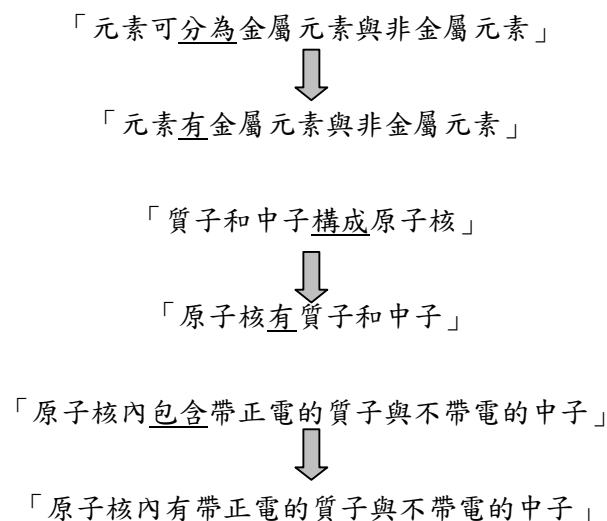 「元素可分為金屬元素與非金屬元素」
「元素有金屬元素與非金屬元素」
「質子和中子構成原子核」
「原子核有質子和中子」
「原子核內包含帶正電的質子與不帶電的中子」
「原子核內有帶正電的質子與不帶電的中子」